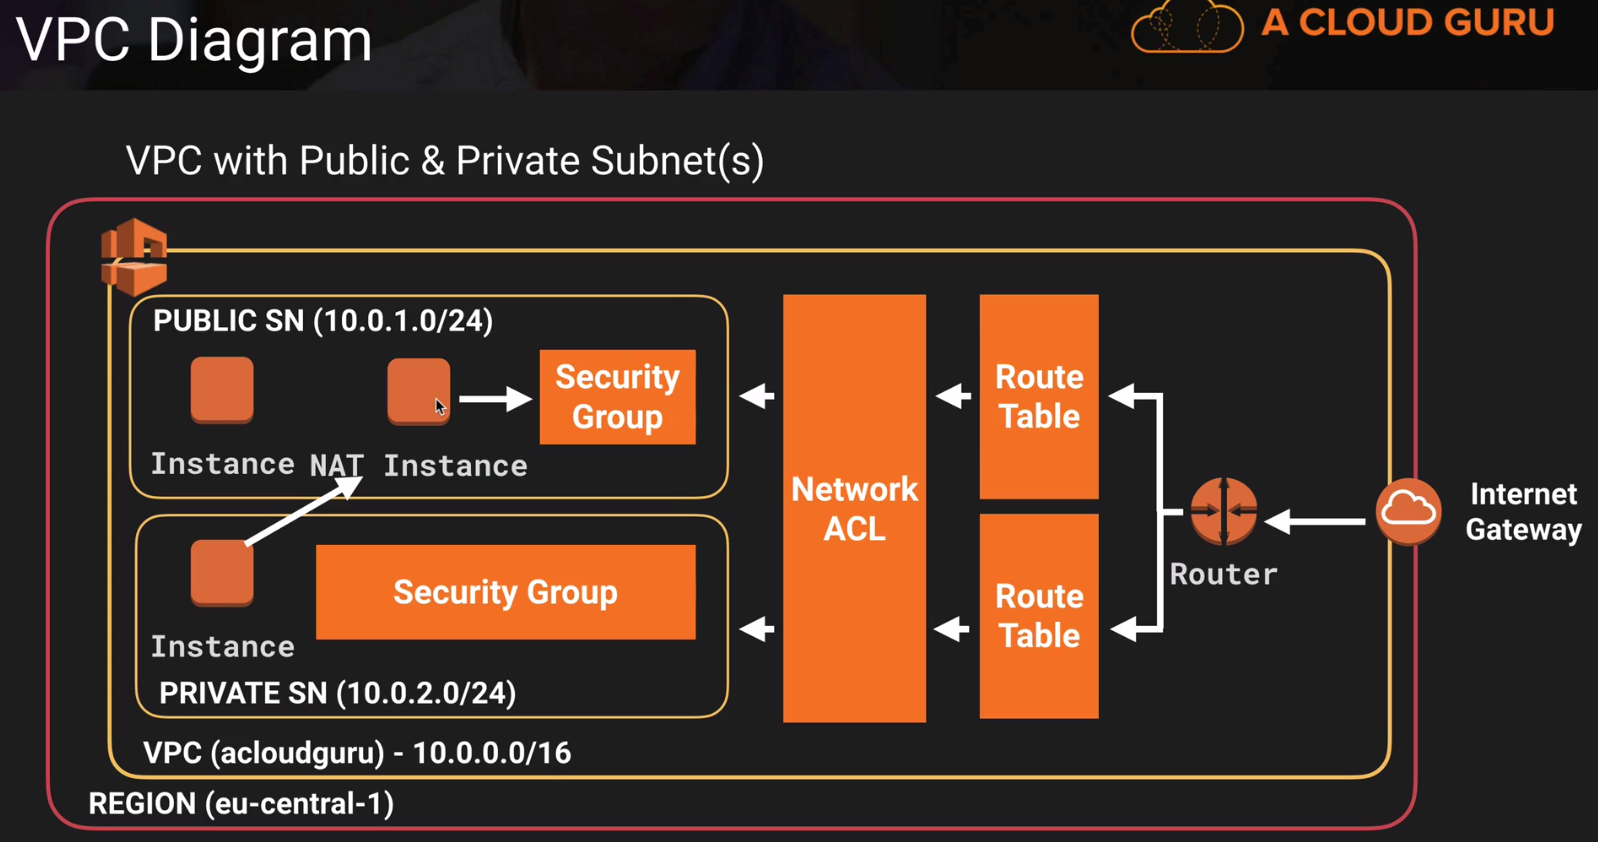 VPC Diagram
A CLOUD GURU
VPC with Public & Private Subnet(s)
PUBLIC SN (10.0.1.0/24)
Security
Group
Instance
NAT Instance
Network
ACL
Route
Table
Route
Table
Router
Internet
Gateway
Security Group
Instance
PRIVATE SN (10.0.2.0/24)
VPC (acloudguru) - 10.0.0.0/16
REGION (eu-central-1)